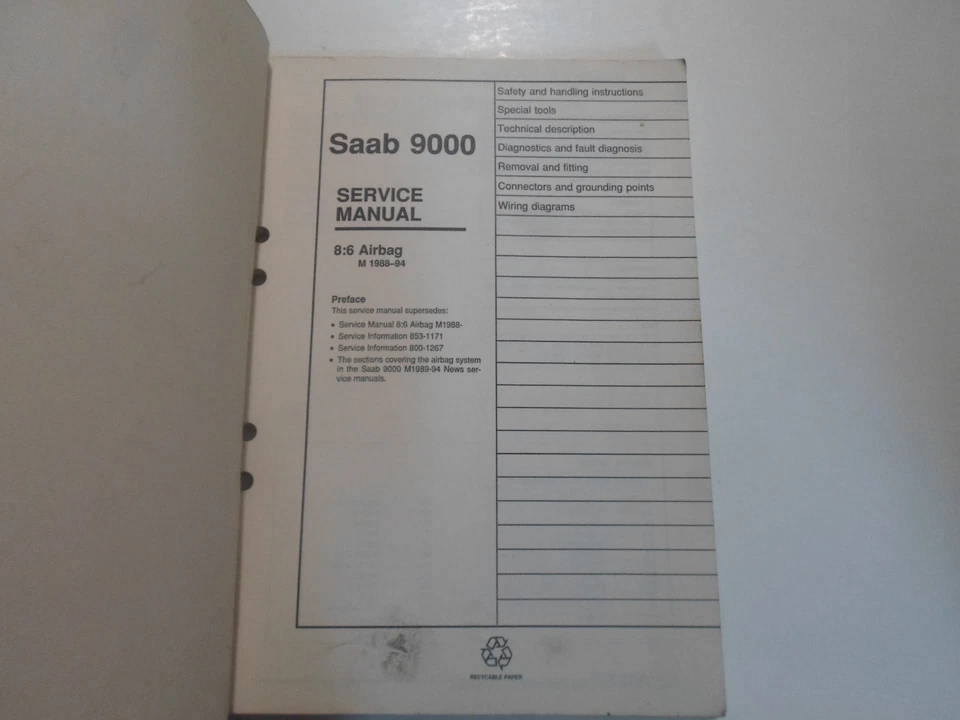 Saab 9000
SERVICE
MANUAL
8:6 Airbag
M 1988–94
Preface
This service manual supersedes:
• Service Manual 8:6 Airbag M1988-
• Service Information 853-1171
• Service Information 800-1267
• The sections covering the airbag system
in the Saab 9000 M1989-94 News ser-
vice manuals.
Safety and handling instructions
Special tools
Technical description
Diagnostics and fault diagnosis
Removal and fitting
Connectors and grounding points
Wiring diagrams
RECYCABLE PAPER